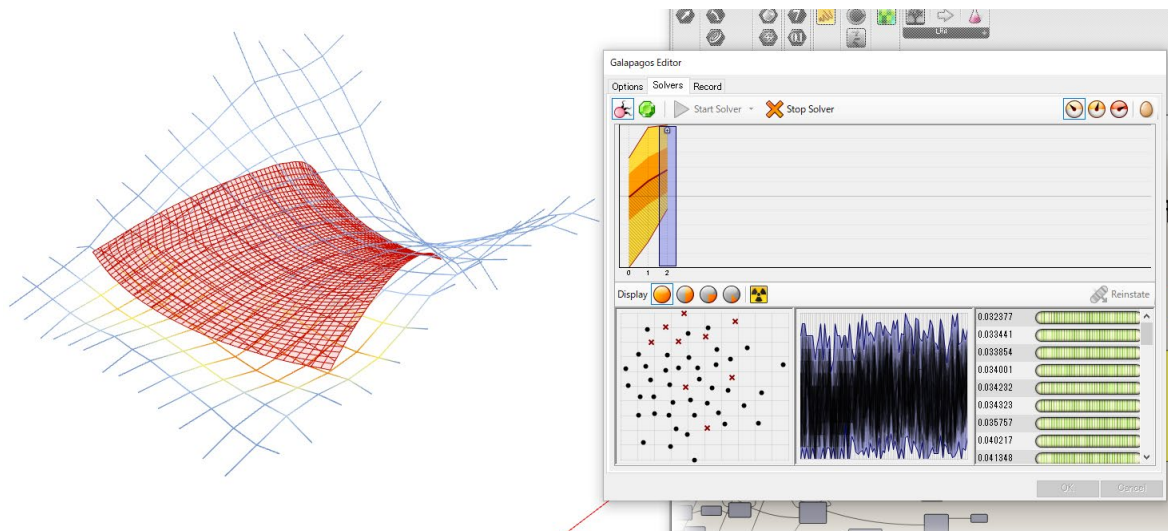 Galapagos Editor
Options Solvers Record
Start Solver Stop Solver
0 1 2
Display Reinstate
0.032377
0.033441
0.033854
0.034001
0.034232
0.034323
0.035757
0.040217
0.041348
OK Cancel